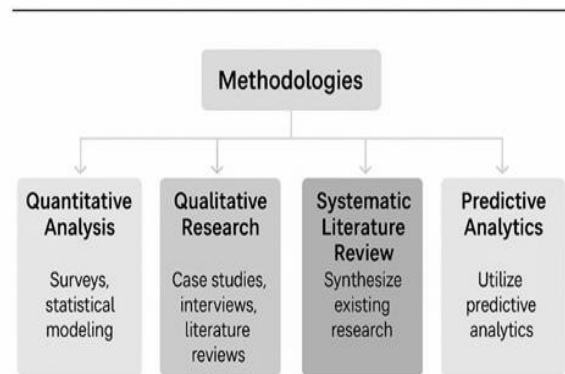 Methodologies
Quantitative
Analysis
Surveys,
statistical
modeling
Qualitative
Research
Case studies,
interviews,
literature
reviews
Systematic
Literature
Review
Synthesize
existing
research
Predictive
Analytics
Utilize
predictive
analytics